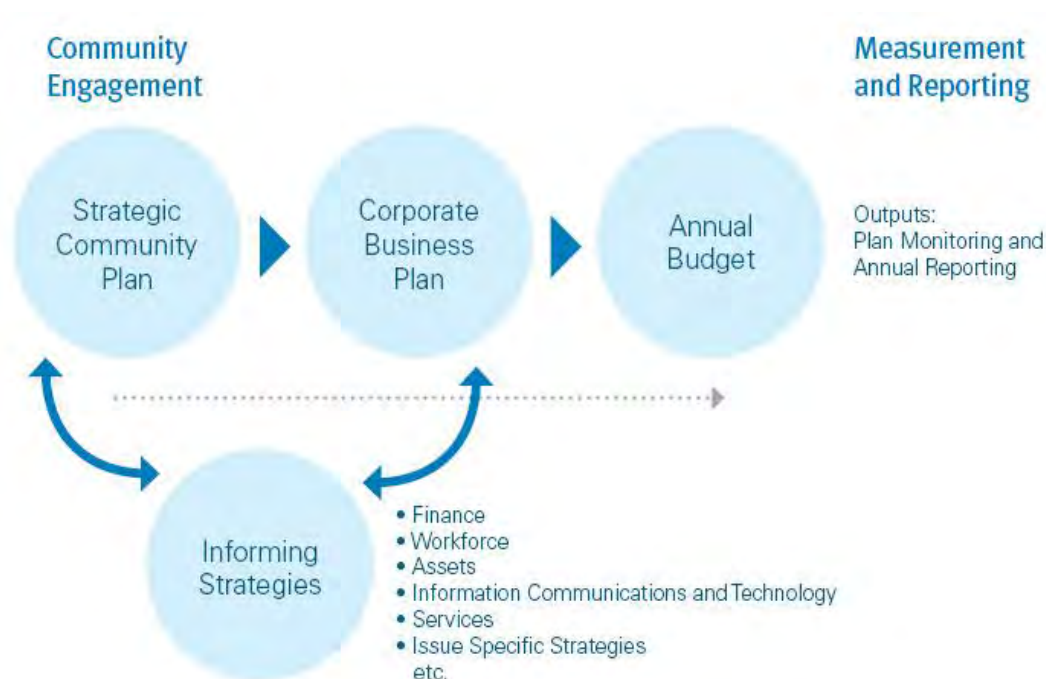 Community
Engagement
Measurement
and Reporting
Strategic
Community
Plan
Corporate
Business
Plan
Annual
Budget
Outputs:
Plan Monitoring and
Annual Reporting
Informing
Strategies
• Finance
• Workforce
• Assets
• Information Communications and Technology
• Services
• Issue Specific Strategies
etc.